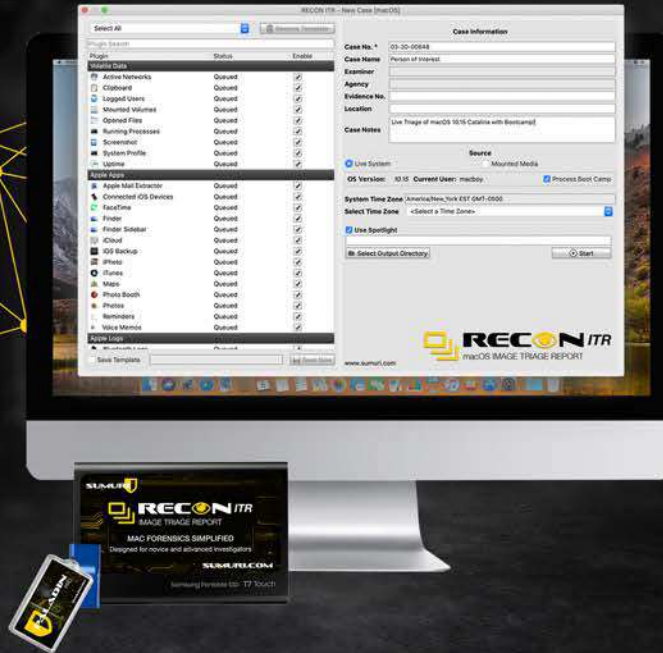 RECON ITR - New Case [macOS]
Select All
Remove Template
Plugin Search
Plugin Status Enable
Volatile Data
Active Networks Queued
Clipboard Queued
Logged Users Queued
Mounted Volumes Queued
Opened Files Queued
Running Processes Queued
Screenshot Queued
System Profile Queued
Uptime Queued
Apple Apps
Apple Mail Extractor Queued
Connected iOS Devices Queued
FaceTime Queued
Finder Queued
Finder Sidebar Queued
iCloud Queued
iOS Backup Queued
iPhoto Queued
iTunes Queued
Maps Queued
Photo Booth Queued
Photos Queued
Reminders Queued
Voice Memos Queued
Apple Logs
Save Template
Save Now
Case Information
Case No. * 03-20-00848
Case Name Person of Interest
Examiner
Agency
Evidence No.
Location
Case Notes Live Triage of macOS 10.15 Catalina with Bootcamp
Source
Live System Mounted Media
OS Version: 10.15 Current User: macboy Process Boot Camp
System Time Zone America/New_York EST GMT-0500
Select Time Zone <Select a Time Zone>
Use Spotlight
Select Output Directory Start
RECON ITR
macOS IMAGE TRIAGE REPORT
www.sumuri.com
SUMURI
RECON ITR
IMAGE TRIAGE REPORT
MAC FORENSICS SIMPLIFIED
Designed for novice and advanced investigators
SUMURI.COM
Samsung Portable SSD T7 Touch
PALADIN